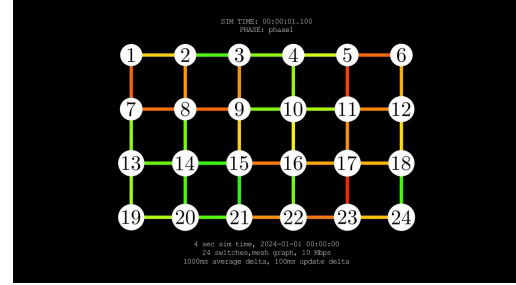 SIM TIME: 00:00:01.100
PHASE: phase1
1 2 3 4 5 6
7 8 9 10 11 12
13 14 15 16 17 18
19 20 21 22 23 24
4 sec sim time, 2024-01-01 00:00:00
24 switches,mesh graph, 10 Mbps
1000ms average delta, 100ms update delta